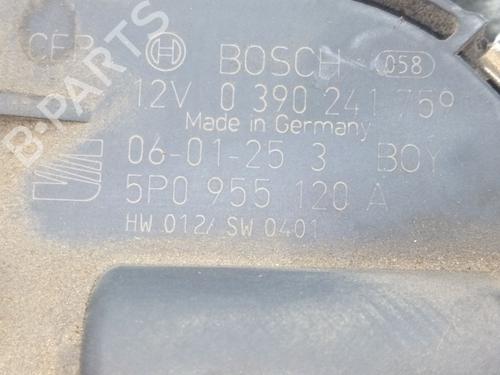 CEP BOSCH 058
12V 0 390 241 759
Made in Germany
06-01-25 3 BOY
5P0 955 120 A
HW 012/ SW 0401
B-PARTS